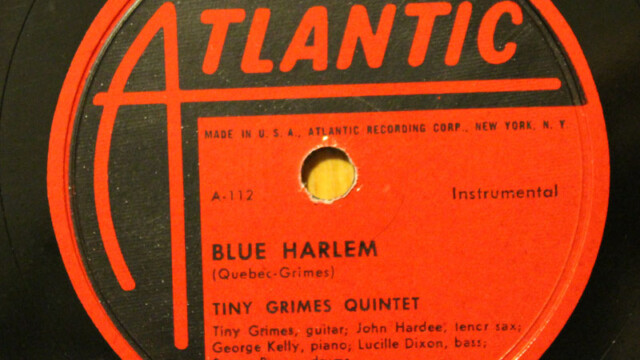 ATLANTIC
MADE IN U. S. A., ATLANTIC RECORDING CORP., NEW YORK, N. Y.
A-112 Instrumental
BLUE HARLEM
(Quebec-Grimes)
TINY GRIMES QUINTET
Tiny Grimes, guitar; John Hardee, tenor sax;
George Kelly, piano; Lucille Dixon, bass;